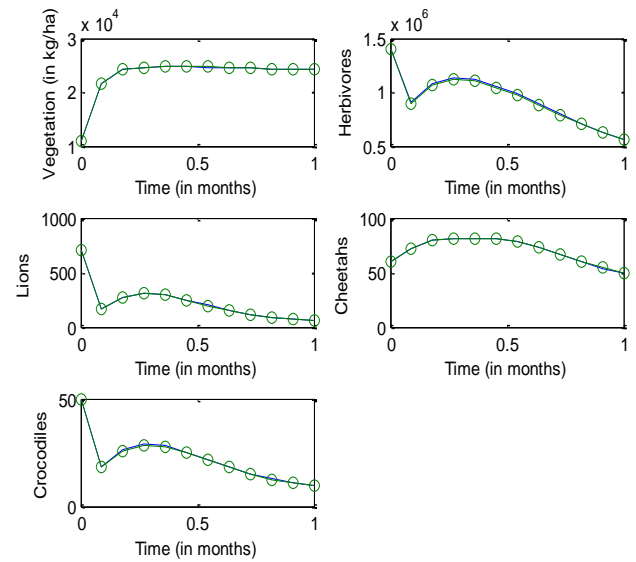 x 10^4
3
2
1
Vegetation (in kg/ha)
0 0.5 1
Time (in months)
x 10^6
1.5
1
0.5
Herbivores
0 0.5 1
Time (in months)
1000
500
0
Lions
0 0.5 1
Time (in months)
100
50
0
Cheetahs
0 0.5 1
Time (in months)
50
0
Crocodiles
0 0.5 1
Time (in months)